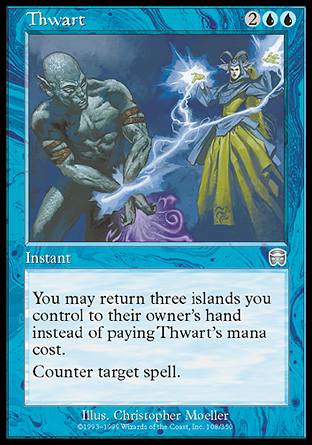 Thwart 2
Instant
You may return three islands you
control to their owner's hand
instead of paying Thwart's mana
cost.
Counter target spell.
Illus. Christopher Moeller
©1993-1999 Wizards of the Coast, Inc. 108/350